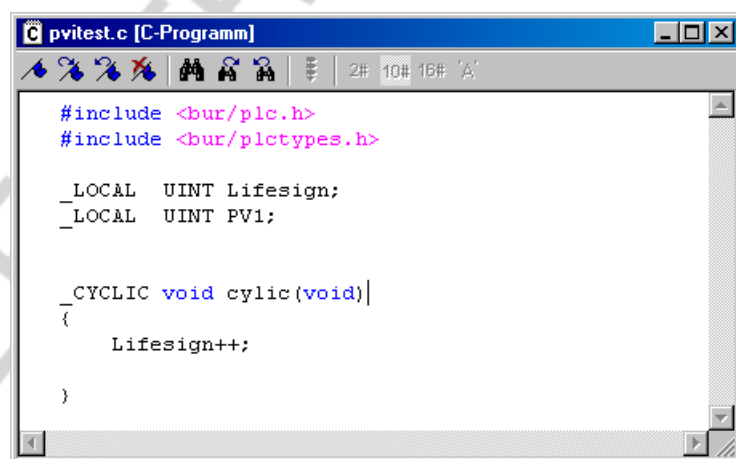 pvitest.c [C-Programm]
2# 10# 16# 'A'
#include <bur/plc.h>
#include <bur/plctypes.h>
_LOCAL  UINT Lifesign;
_LOCAL  UINT PV1;
_CYCLIC void cylic(void)
{
    Lifesign++;
}